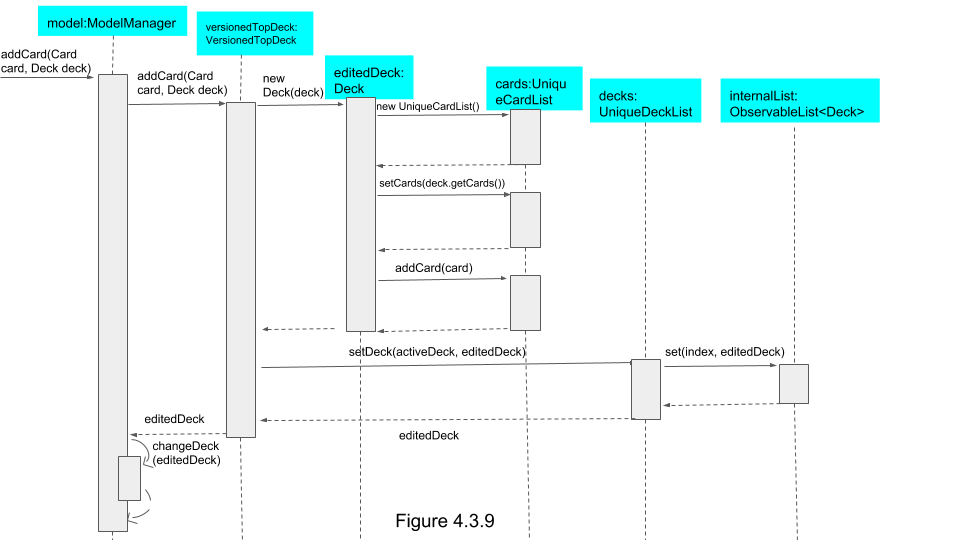 model:ModelManager
versionedTopDeck:
VersionedTopDeck
editedDeck:
Deck
cards:Uniqu
eCardList
decks:
UniqueDeckList
internalList:
ObservableList<Deck>
addCard(Card
card, Deck deck)
addCard(Card
card, Deck deck)
new
Deck(deck)
new UniqueCardList()
setCards(deck.getCards())
addCard(card)
setDeck(activeDeck, editedDeck)
set(index, editedDeck)
editedDeck
editedDeck
changeDeck
(editedDeck)
Figure 4.3.9